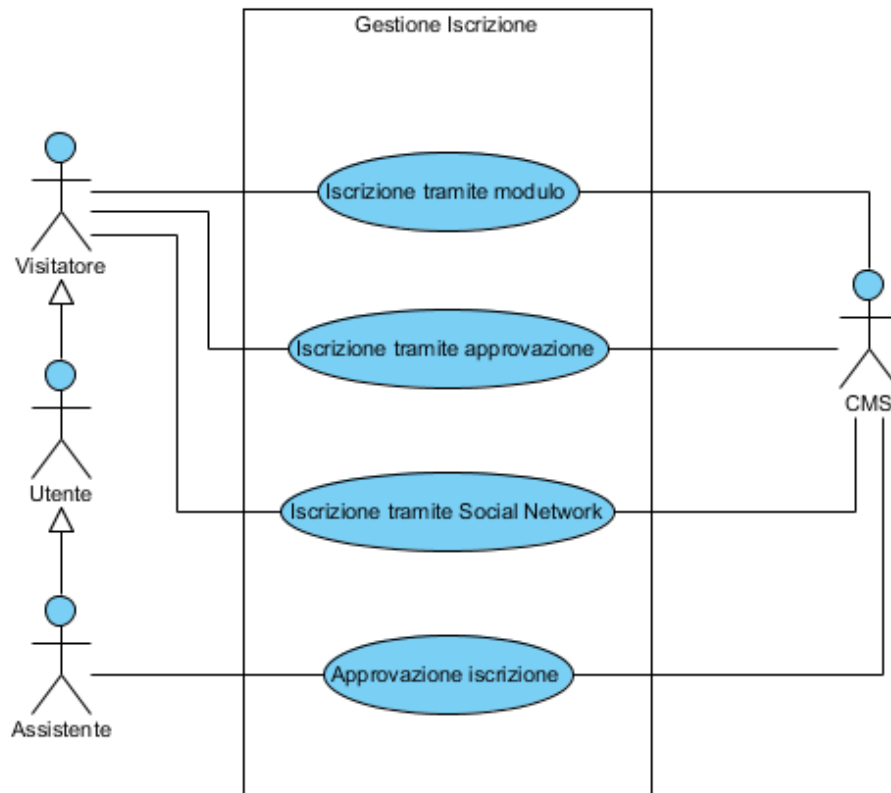 Gestione Iscrizione
Iscrizione tramite modulo
Visitatore
Iscrizione tramite approvazione
CMS
Utente
Iscrizione tramite Social Network
Approvazione iscrizione
Assistente